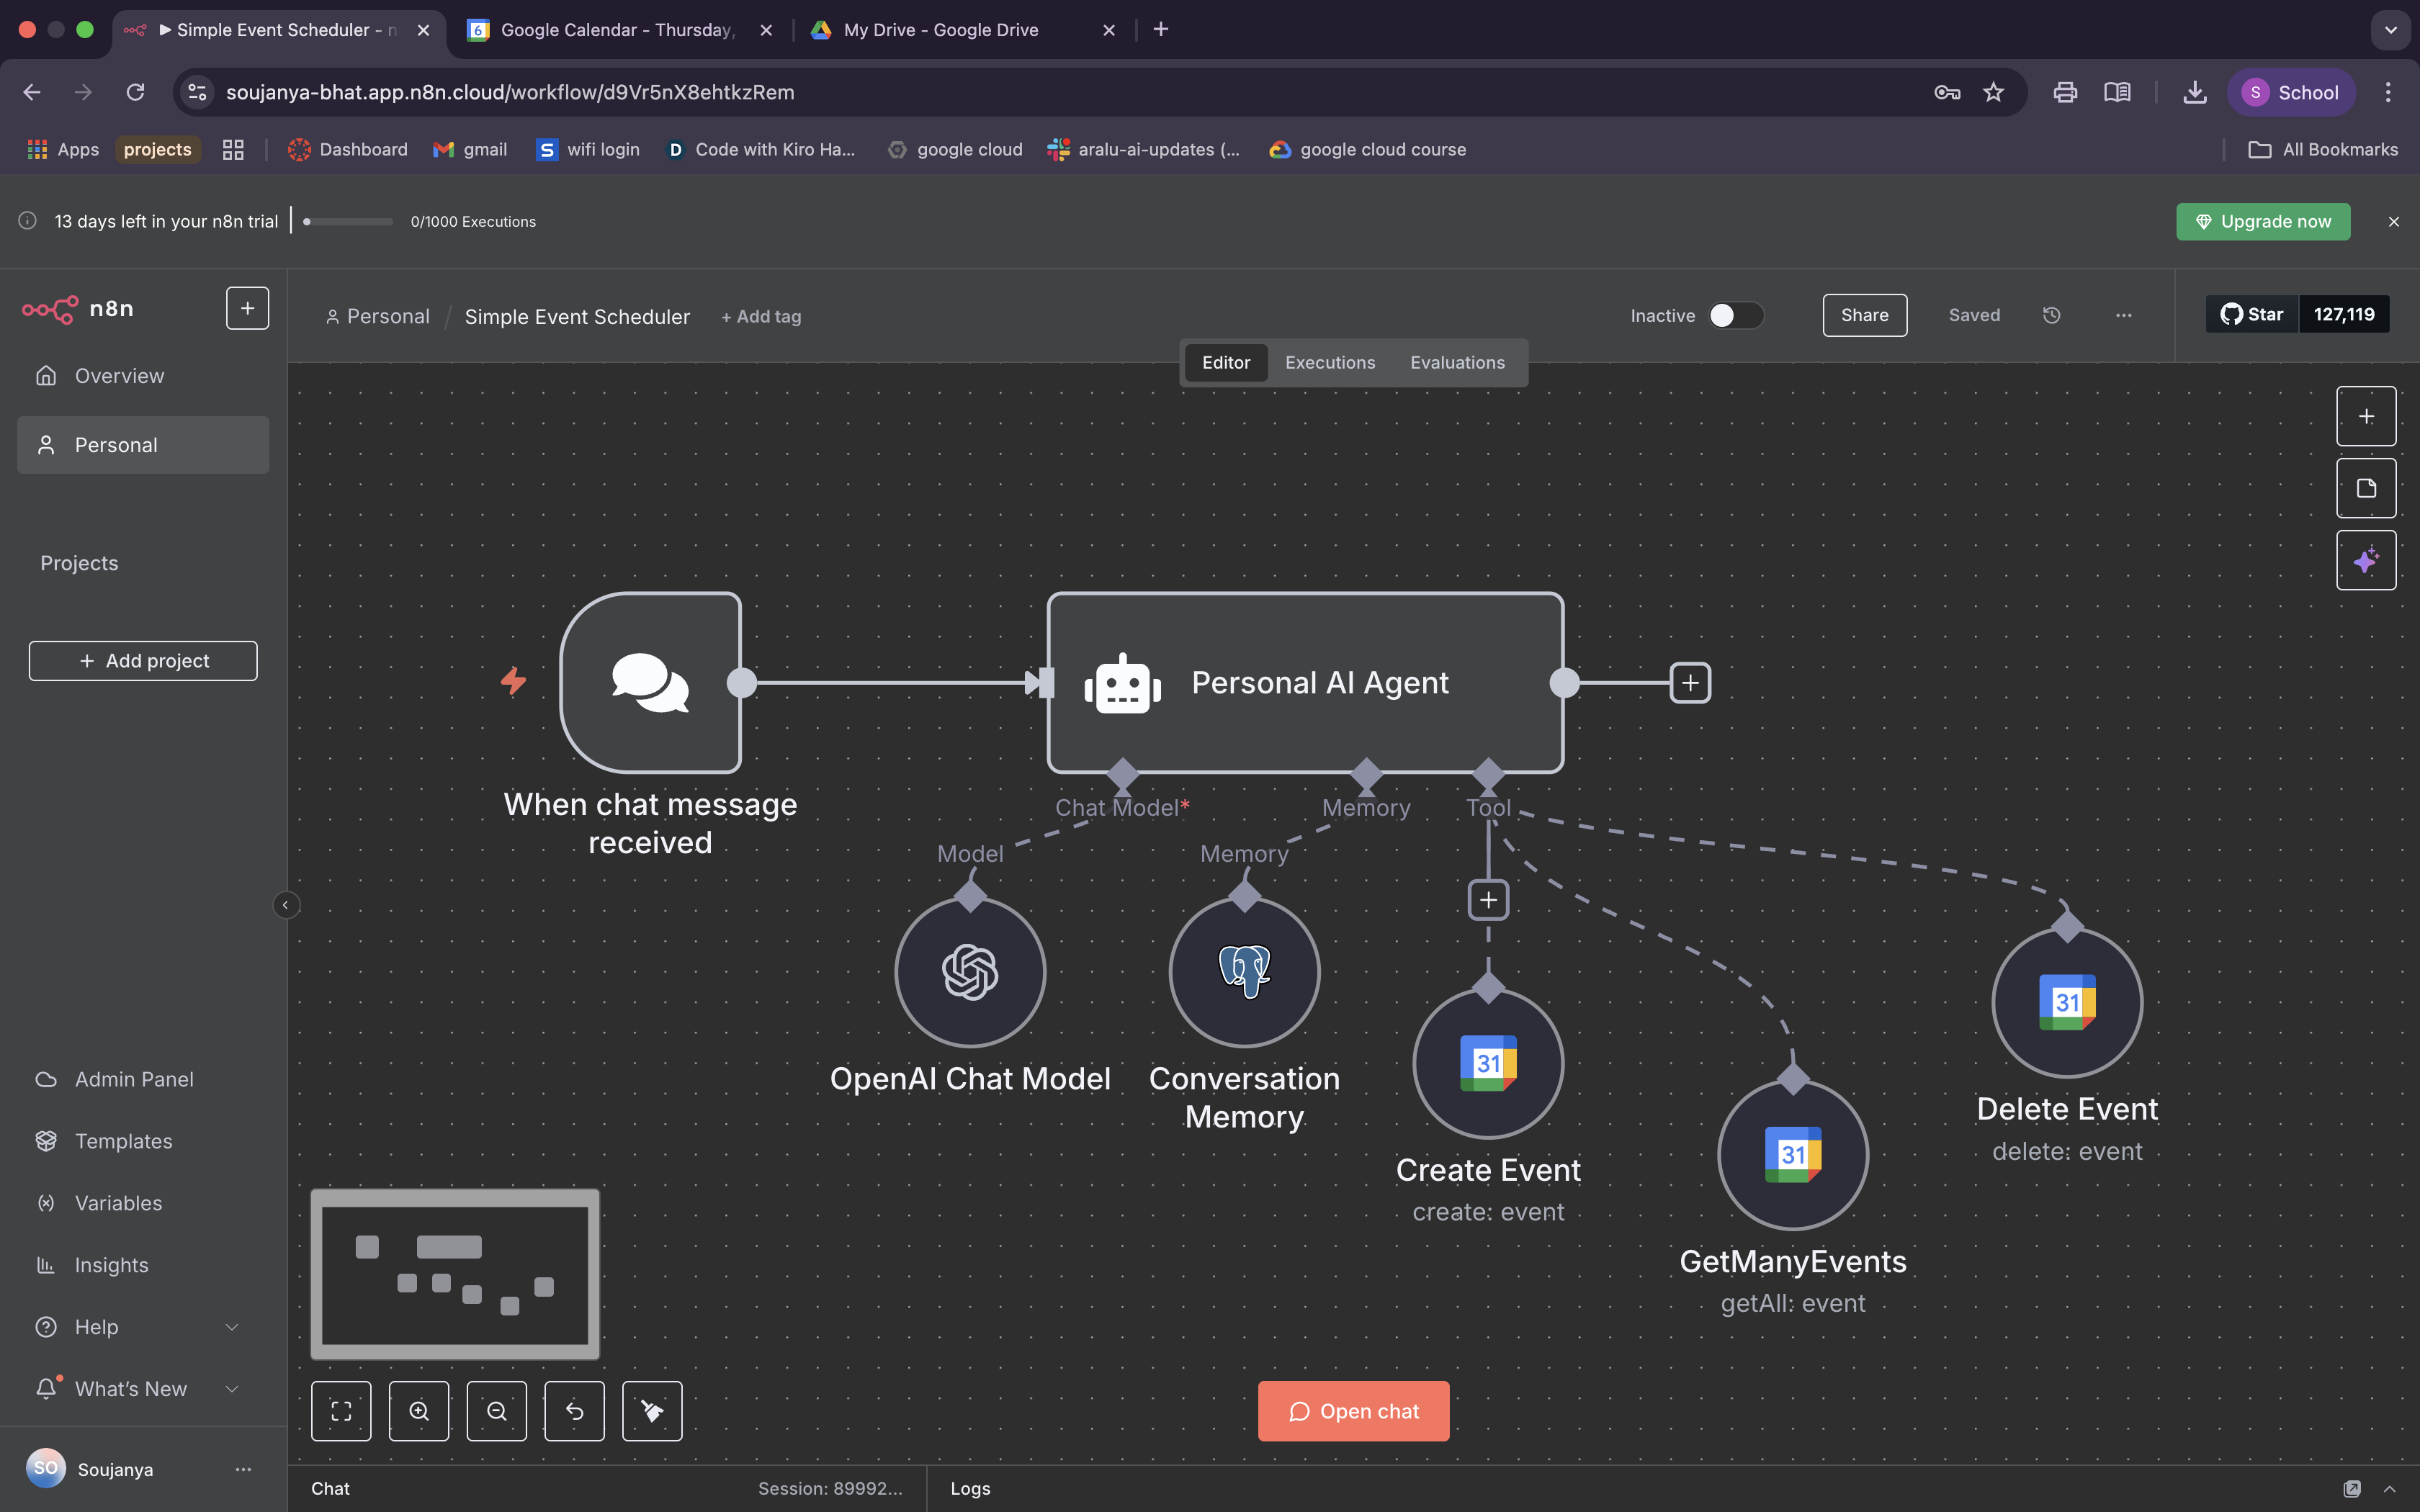 Simple Event Scheduler - n
Google Calendar - Thursday,
My Drive - Google Drive
soujanya-bhat.app.n8n.cloud/workflow/d9Vr5nX8ehtkzRem
S School
Apps
projects
Dashboard
gmail
S wifi login
D Code with Kiro Ha...
google cloud
aralu-ai-updates (...
google cloud course
All Bookmarks
13 days left in your n8n trial
0/1000 Executions
Upgrade now
n8n
Personal / Simple Event Scheduler
+ Add tag
Inactive
Share
Saved
Star 127,119
Editor
Executions
Evaluations
Overview
Personal
Projects
+ Add project
Personal AI Agent
When chat message
received
Chat Model*
Memory
Tool
Model
Memory
OpenAI Chat Model
Conversation
Memory
31
Create Event
create: event
31
GetManyEvents
getAll: event
31
Delete Event
delete: event
Admin Panel
Templates
Variables
Insights
Help
What's New
SO Soujanya
Open chat
Chat
Session: 89992...
Logs